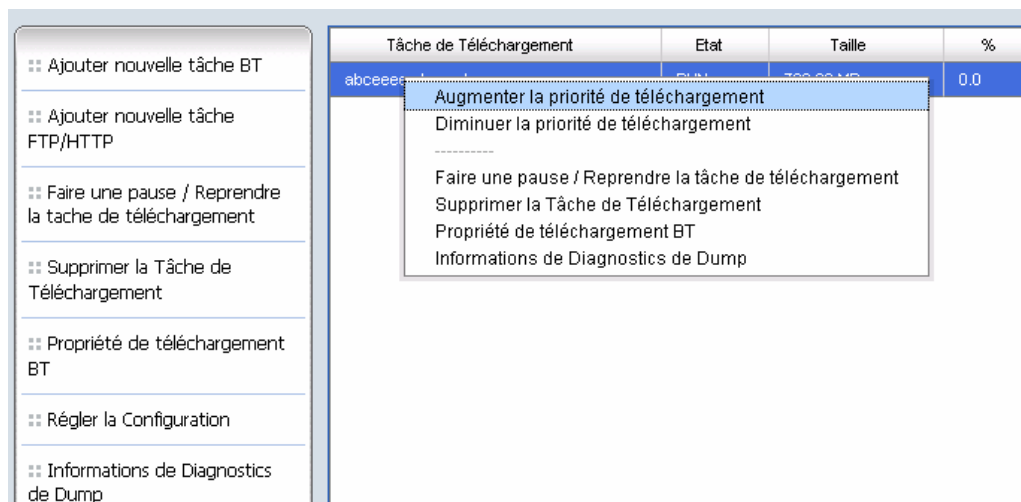 Ajouter nouvelle tâche BT
Ajouter nouvelle tâche
FTP/HTTP
Faire une pause / Reprendre
la tache de téléchargement
Supprimer la Tâche de
Téléchargement
Propriété de téléchargement
BT
Régler la Configuration
Informations de Diagnostics
de Dump
Tâche de Téléchargement Etat Taille %
0.0
Augmenter la priorité de téléchargement
Diminuer la priorité de téléchargement
----------
Faire une pause / Reprendre la tâche de téléchargement
Supprimer la Tâche de Téléchargement
Propriété de téléchargement BT
Informations de Diagnostics de Dump